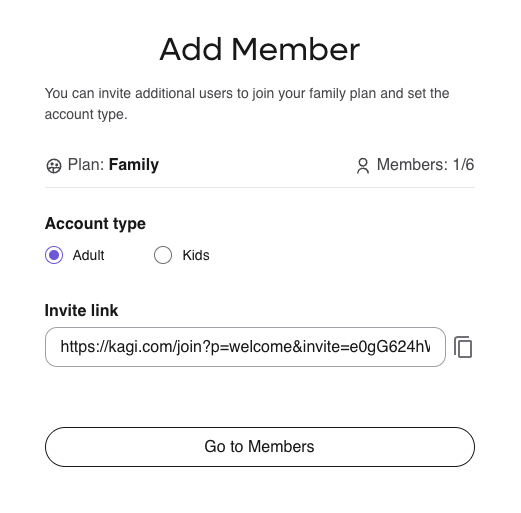 Add Member
You can invite additional users to join your family plan and set the
account type.
Plan: Family
Members: 1/6
Account type
Adult
Kids
Invite link
https://kagi.com/join?p=welcome&invite=e0gG624h
Go to Members